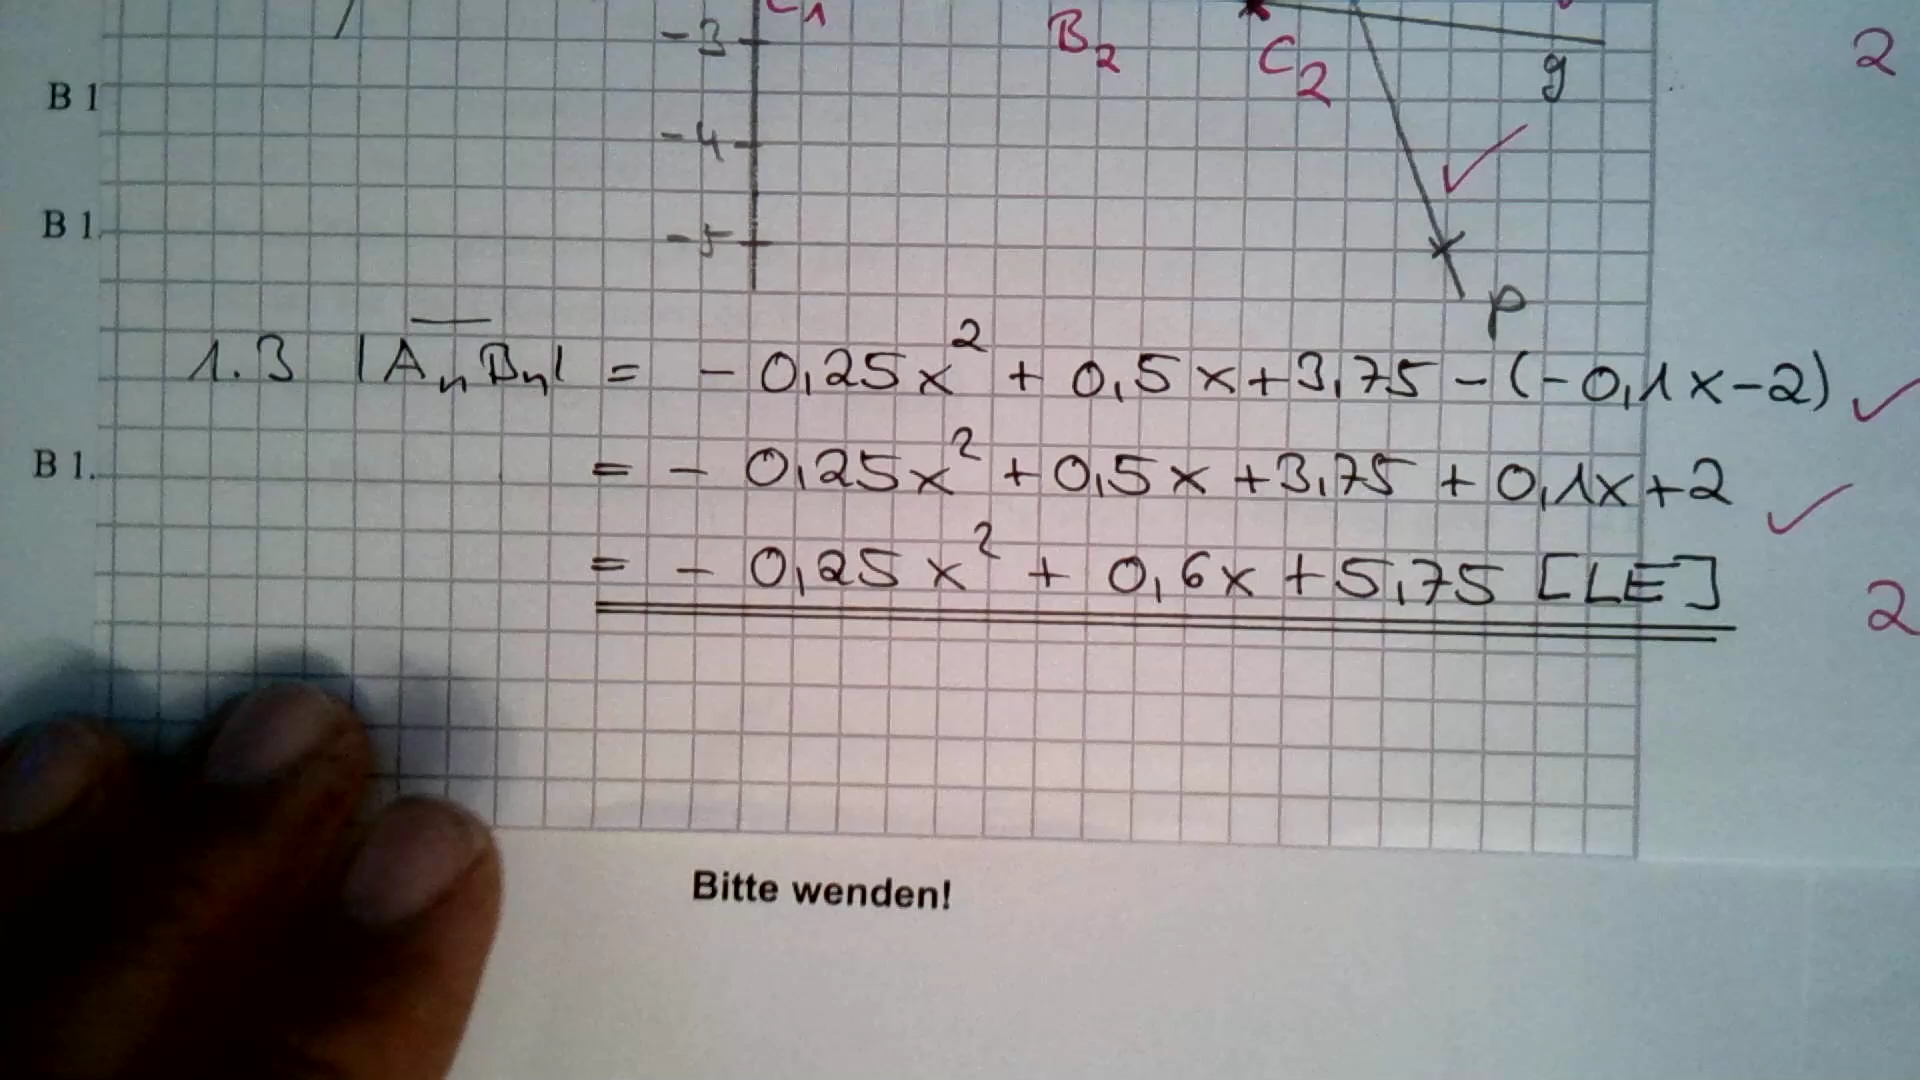 C1
-3
B2
C2
g
2
B 1
-4
B 1.
-5
p
1.3 |AnBn| = - 0,25x² + 0,5x + 3,75 - (-0,1x - 2)
B 1.
= - 0,25x² + 0,5x + 3,75 + 0,1x + 2
= - 0,25x² + 0,6x + 5,75 [LE]
2
Bitte wenden!